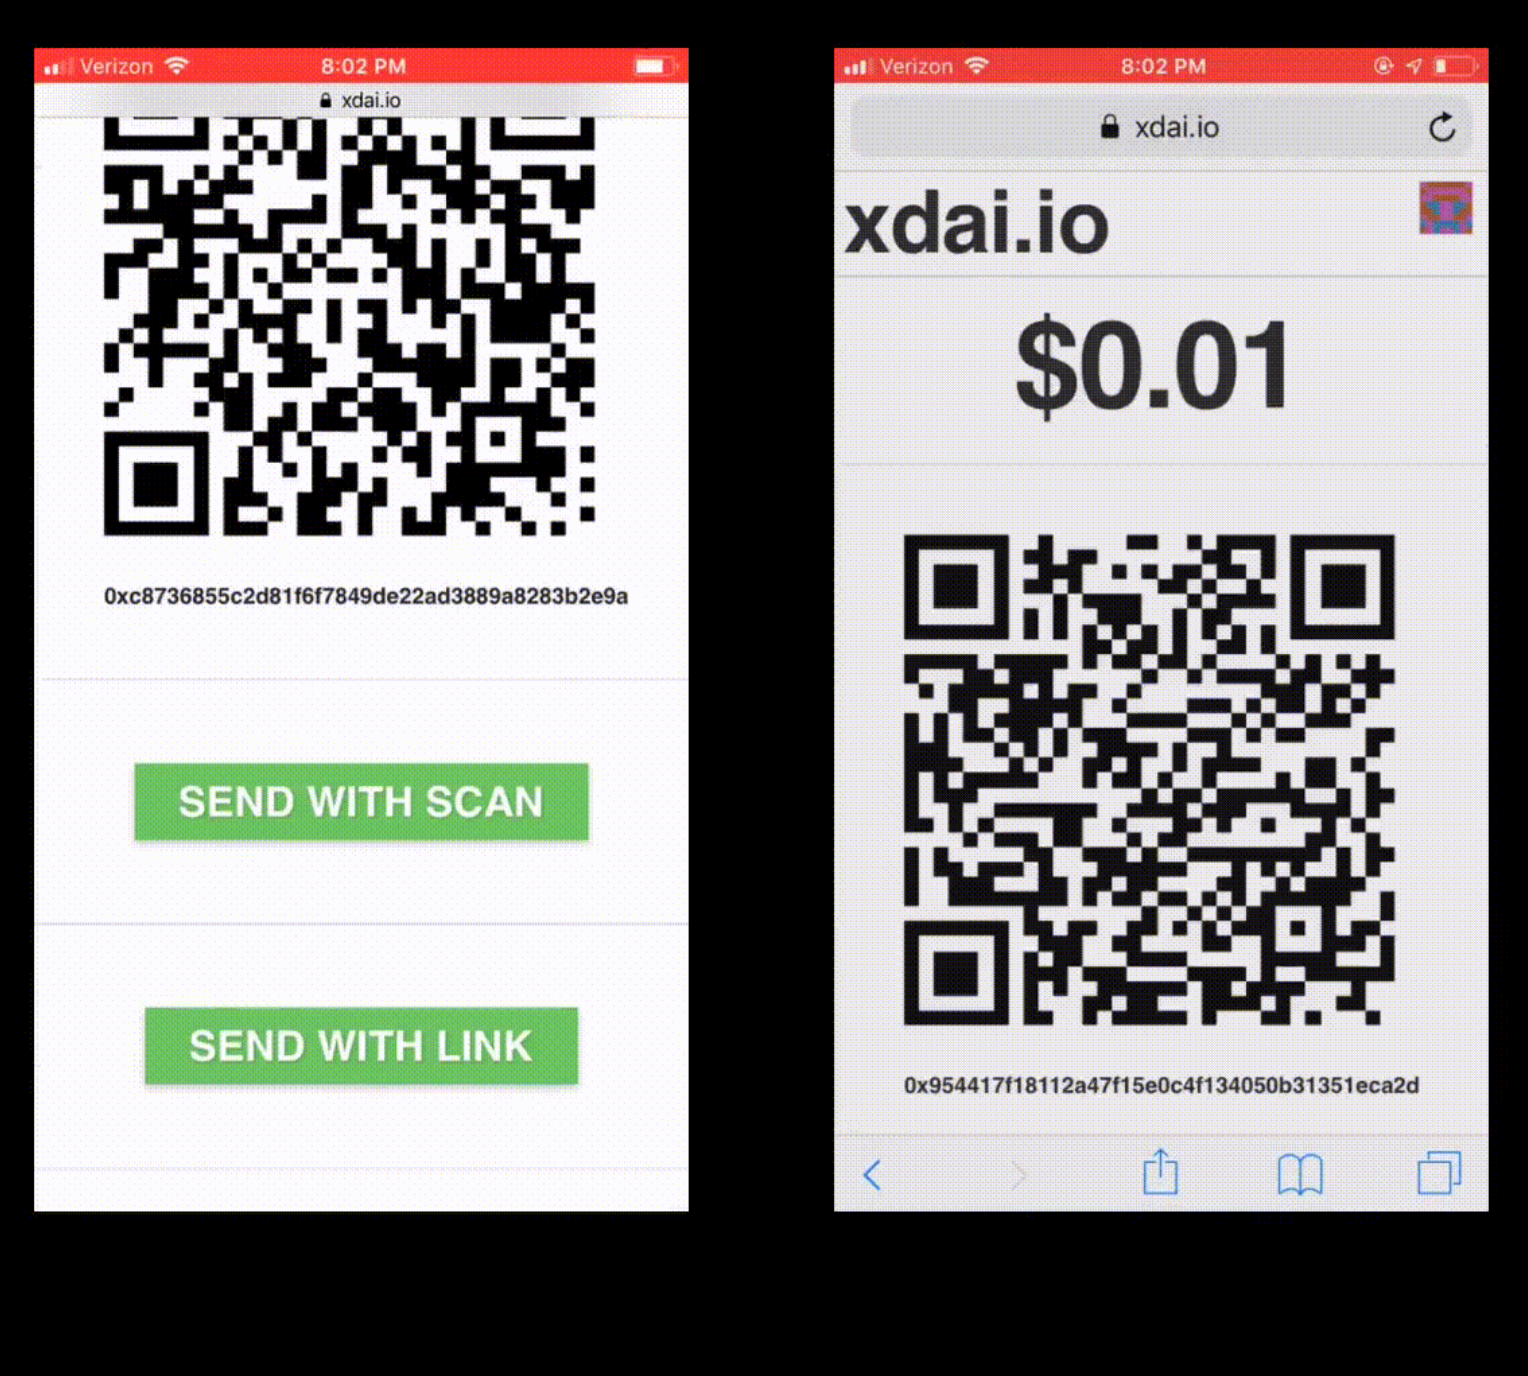 Verizon 8:02 PM
xdai.io
0xc8736855c2d81f6f7849de22ad3889a8283b2e9a
SEND WITH SCAN
SEND WITH LINK
Verizon 8:02 PM
xdai.io
xdai.io
$0.01
0x954417f18112a47f15e0c4f134050b31351eca2d